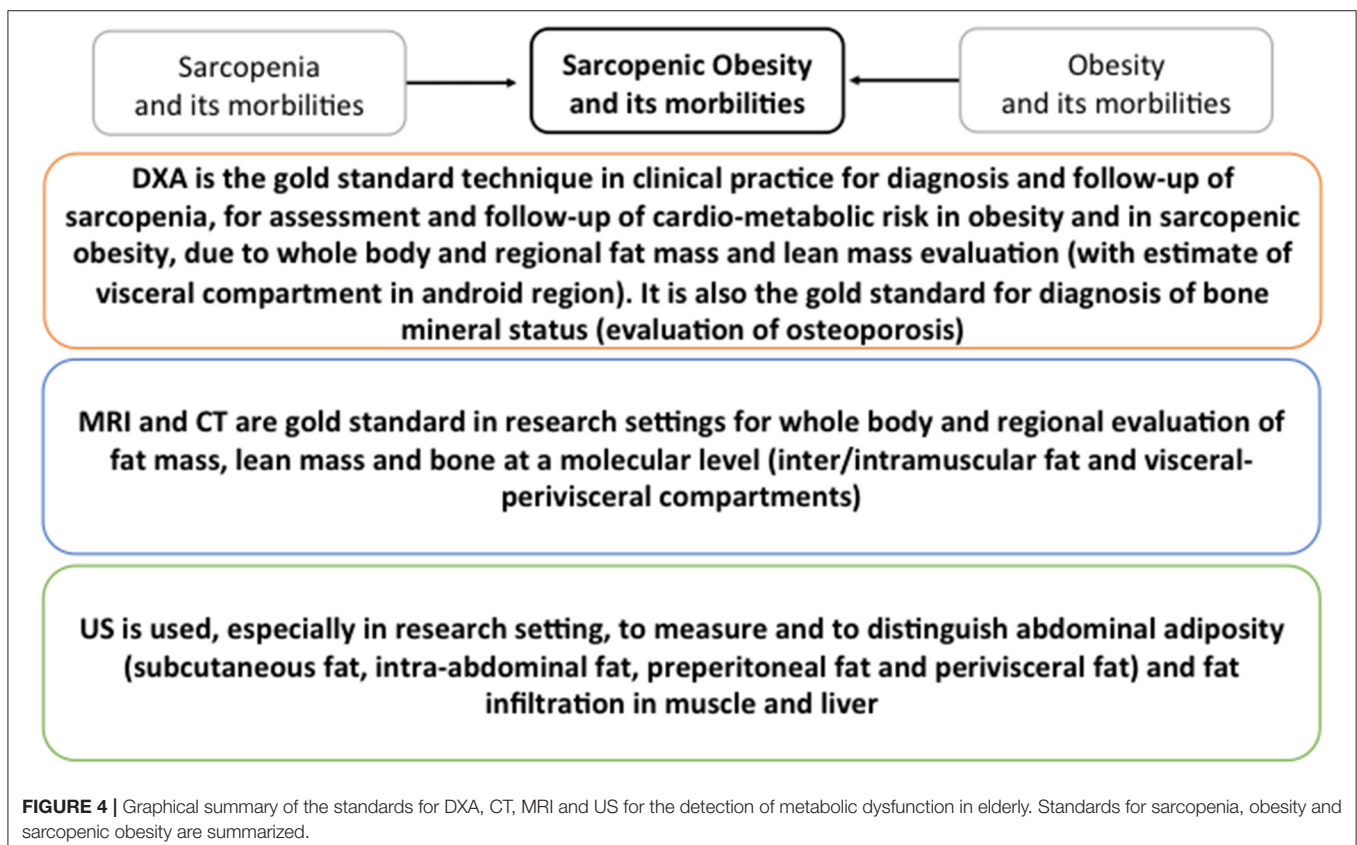 Sarcopenia
and its morbilities
Sarcopenic Obesity
and its morbilities
Obesity
and its morbilities
DXA is the gold standard technique in clinical practice for diagnosis and follow-up of
sarcopenia, for assessment and follow-up of cardio-metabolic risk in obesity and in sarcopenic
obesity, due to whole body and regional fat mass and lean mass evaluation (with estimate of
visceral compartment in android region). It is also the gold standard for diagnosis of bone
mineral status (evaluation of osteoporosis)
MRI and CT are gold standard in research settings for whole body and regional evaluation of
fat mass, lean mass and bone at a molecular level (inter/intramuscular fat and visceral-
perivisceral compartments)
US is used, especially in research setting, to measure and to distinguish abdominal adiposity
(subcutaneous fat, intra-abdominal fat, preperitoneal fat and perivisceral fat) and fat
infiltration in muscle and liver
FIGURE 4 | Graphical summary of the standards for DXA, CT, MRI and US for the detection of metabolic dysfunction in elderly. Standards for sarcopenia, obesity and
sarcopenic obesity are summarized.